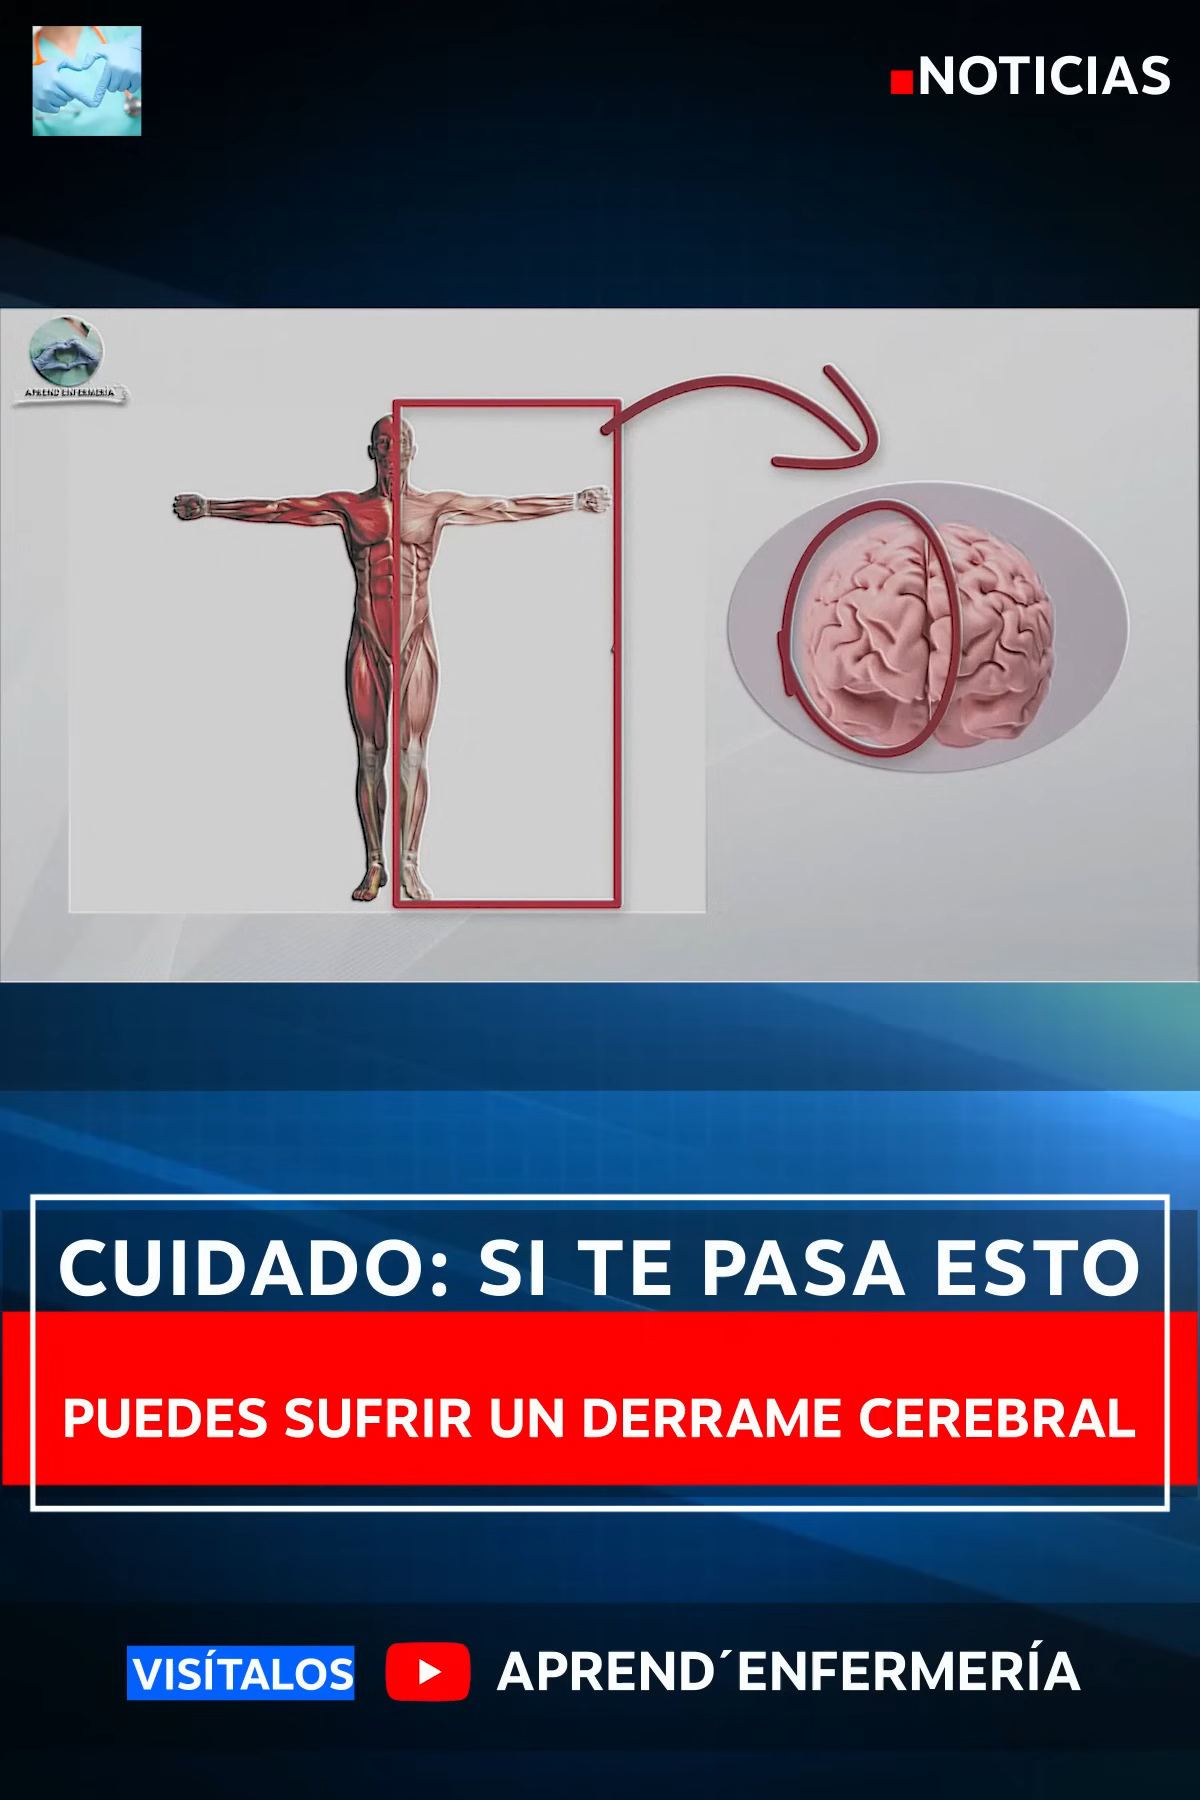 NOTICIAS
APREND´ENFERMERÍA
CUIDADO: SI TE PASA ESTO
PUEDES SUFRIR UN DERRAME CEREBRAL
VISÍTALOS
APREND´ENFERMERÍA